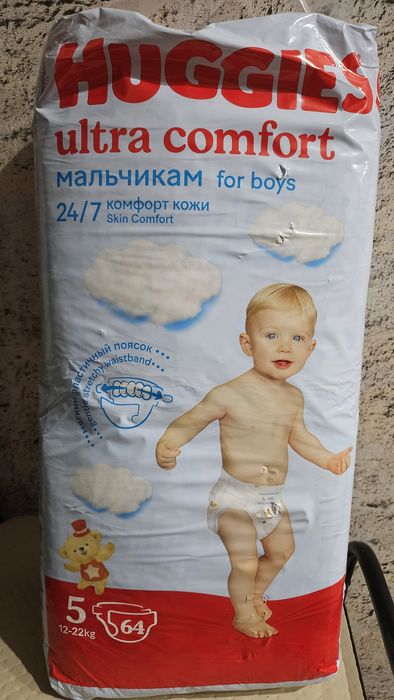 HUGGIES
ultra comfort
мальчикам for boys
24/7 комфорт кожи
Skin Comfort
мягкий эластичный поясок
gentle stretchy waistband
5
64
12-22kg